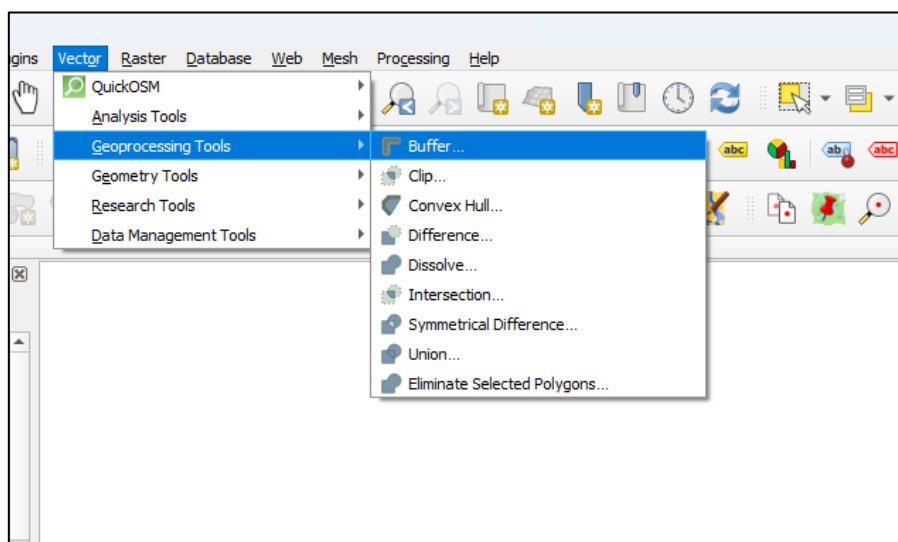 gins Vector Raster Database Web Mesh Processing Help
QuickOSM
Analysis Tools
Geoprocessing Tools
Geometry Tools
Research Tools
Data Management Tools
Buffer...
Clip...
Convex Hull...
Difference...
Dissolve...
Intersection...
Symmetrical Difference...
Union...
Eliminate Selected Polygons...
abc
ab
abc